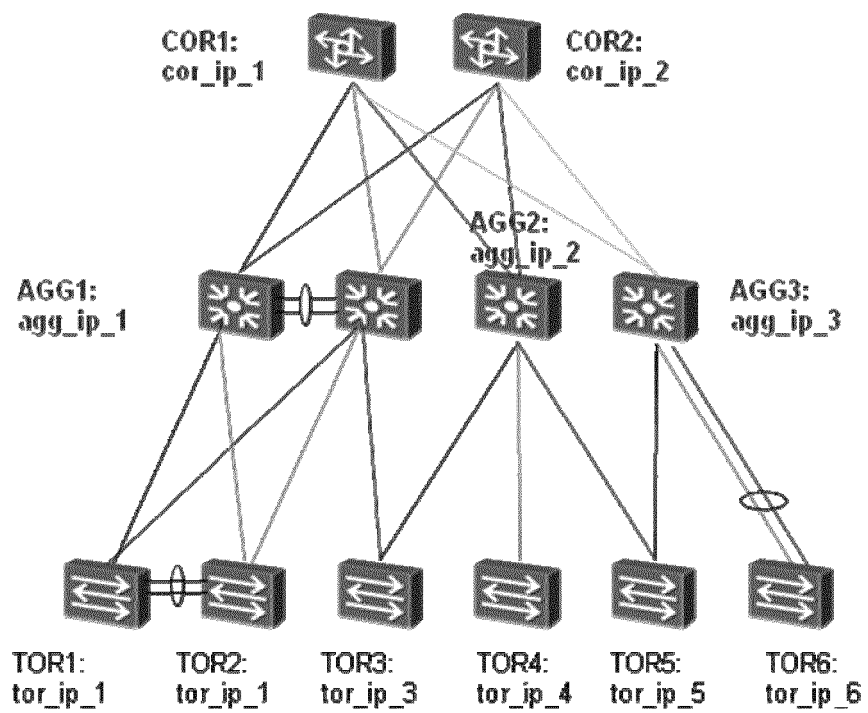 COR1:
cor_ip_1
COR2:
cor_ip_2
AGG2:
agg_ip_2
AGG1:
agg_ip_1
AGG3:
agg_ip_3
TOR1:
tor_ip_1
TOR2:
tor_ip_1
TOR3:
tor_ip_3
TOR4:
tor_ip_4
TOR5:
tor_ip_5
TOR6:
tor_ip_6